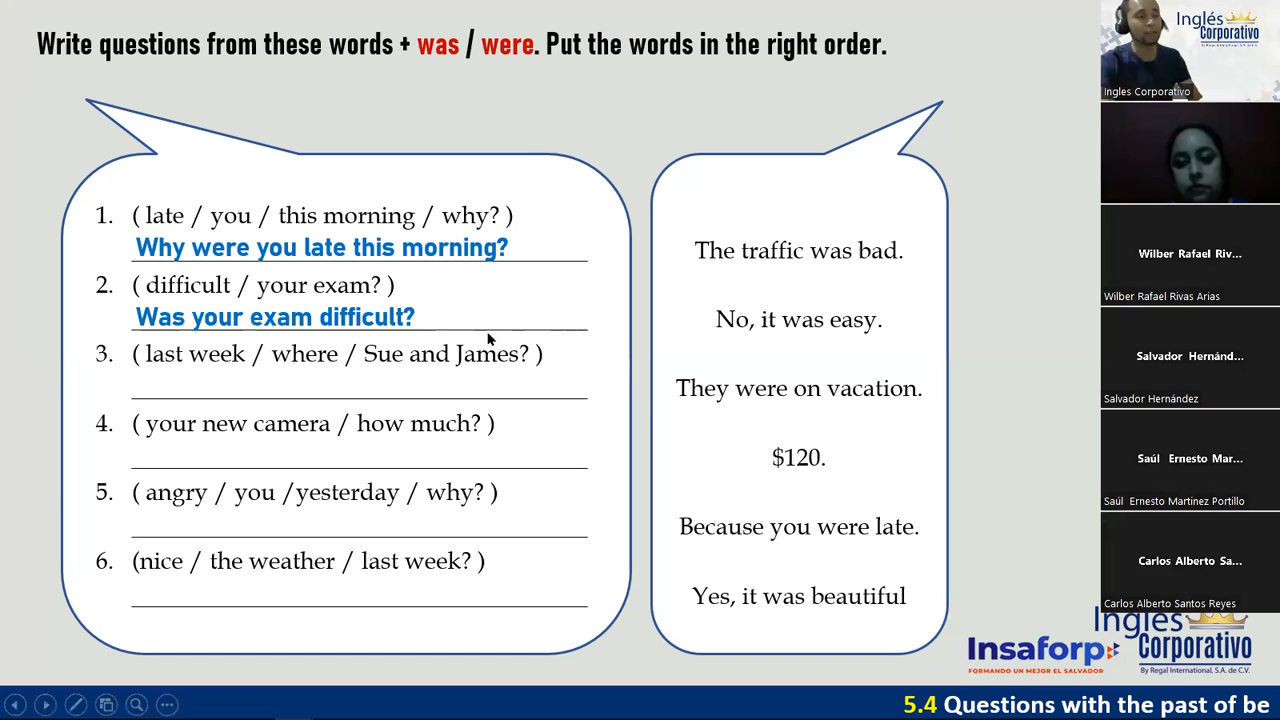 Write questions from these words + was / were. Put the words in the right order.
1. ( late / you / this morning / why? )
Why were you late this morning?
2. ( difficult / your exam? )
Was your exam difficult?
3. ( last week / where / Sue and James? )
4. ( your new camera / how much? )
5. ( angry / you /yesterday / why? )
6. (nice / the weather / last week? )
The traffic was bad.
No, it was easy.
They were on vacation.
$120.
Because you were late.
Yes, it was beautiful
Inglés
Corporativo
Ingles Corporativo
Wilber Rafael Riv...
Wilber Rafael Rivas Arias
Salvador Hernánd...
Salvador Hernández
Saúl Ernesto Mar...
Saúl Ernesto Martinez Portillo
Carlos Alberto Sa...
Carlos Alberto Santos Reyes
Insaforp
FORMANDO UN MEJOR EL SALVADOR
Inglés
Corporativo
By Regal International, S.A. de C.V.
5.4 Questions with the past of be